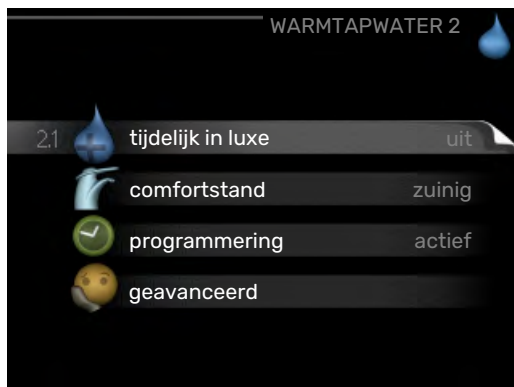 WARMTAPWATER 2
2.1 tijdelijk in luxe uit
comfortstand zuinig
programmering actief
geavanceerd